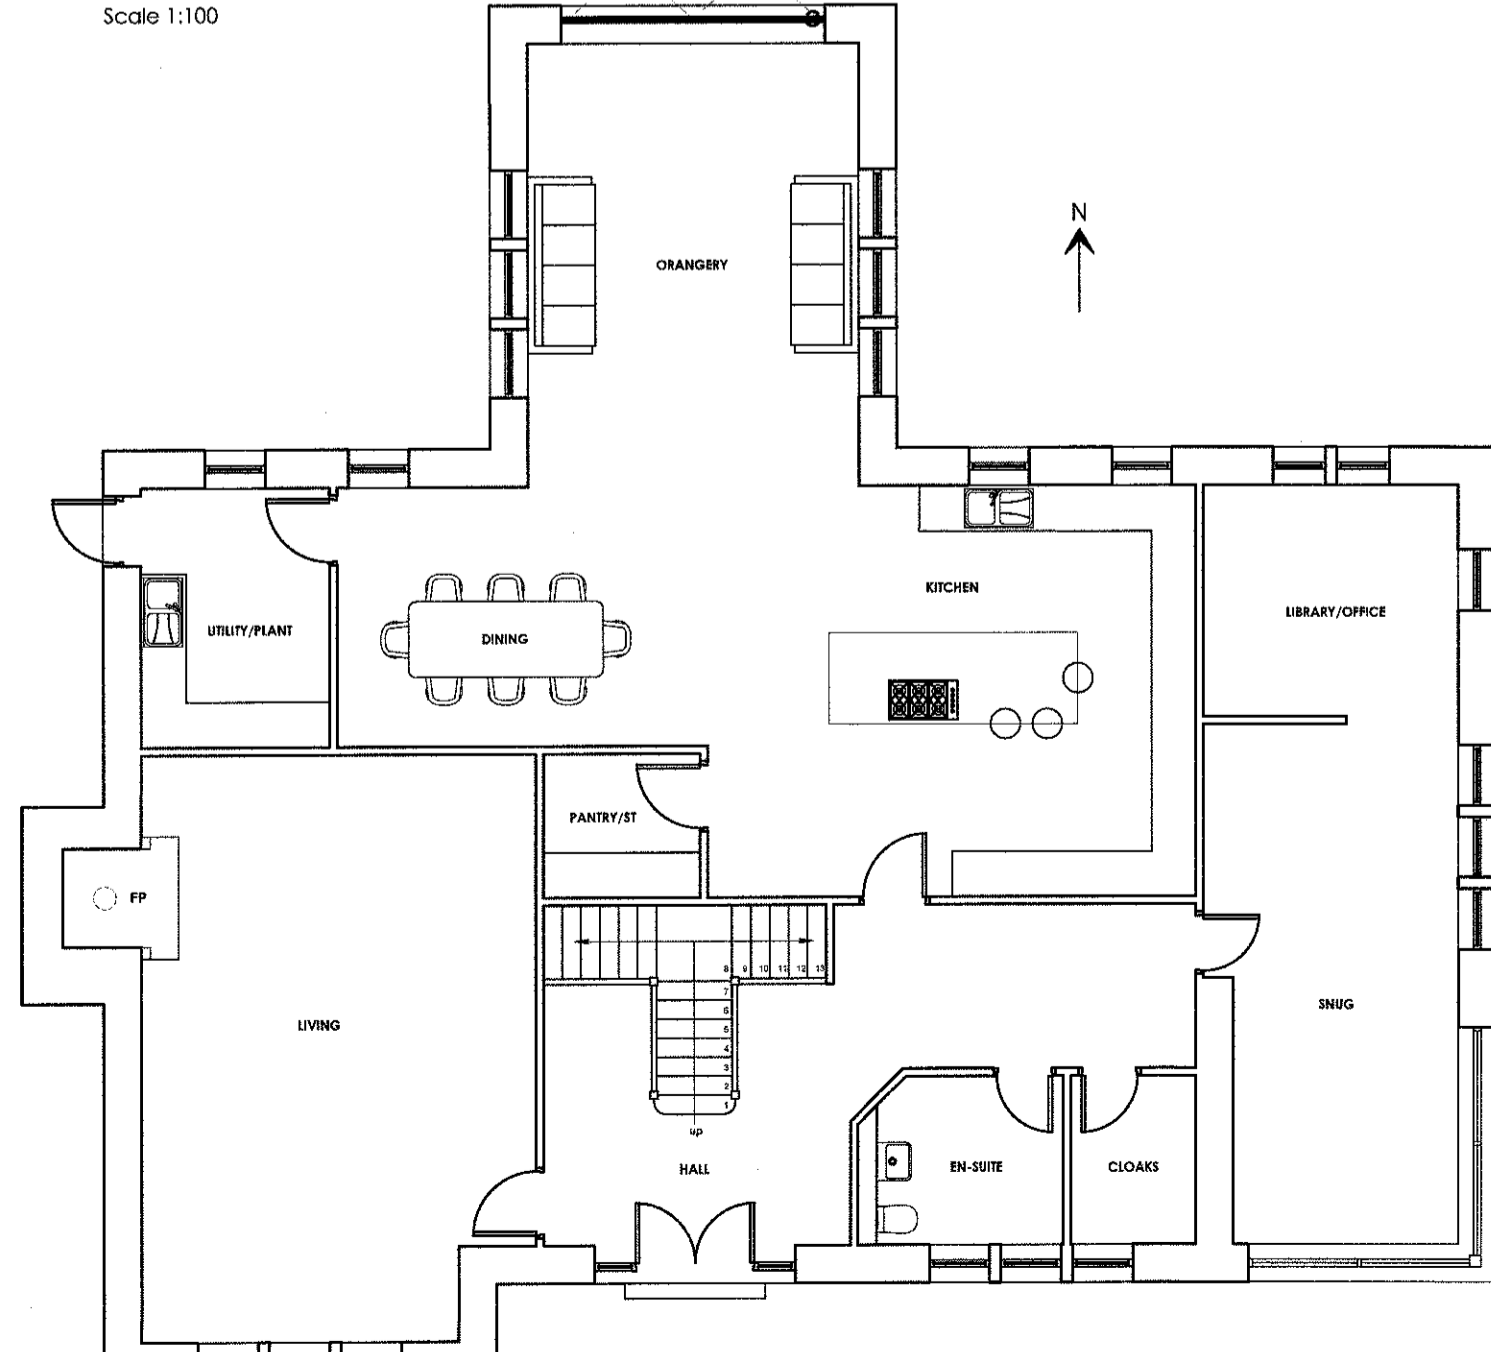 Scale 1:100
N
ORANGERY
KITCHEN
LIBRARY/OFFICE
UTILITY/PLANT
DINING
PANTRY/ST
FP
8 9 10 11 12 13
7
6
5
4
3
2
1
up
LIVING
SNUG
HALL
EN-SUITE
CLOAKS